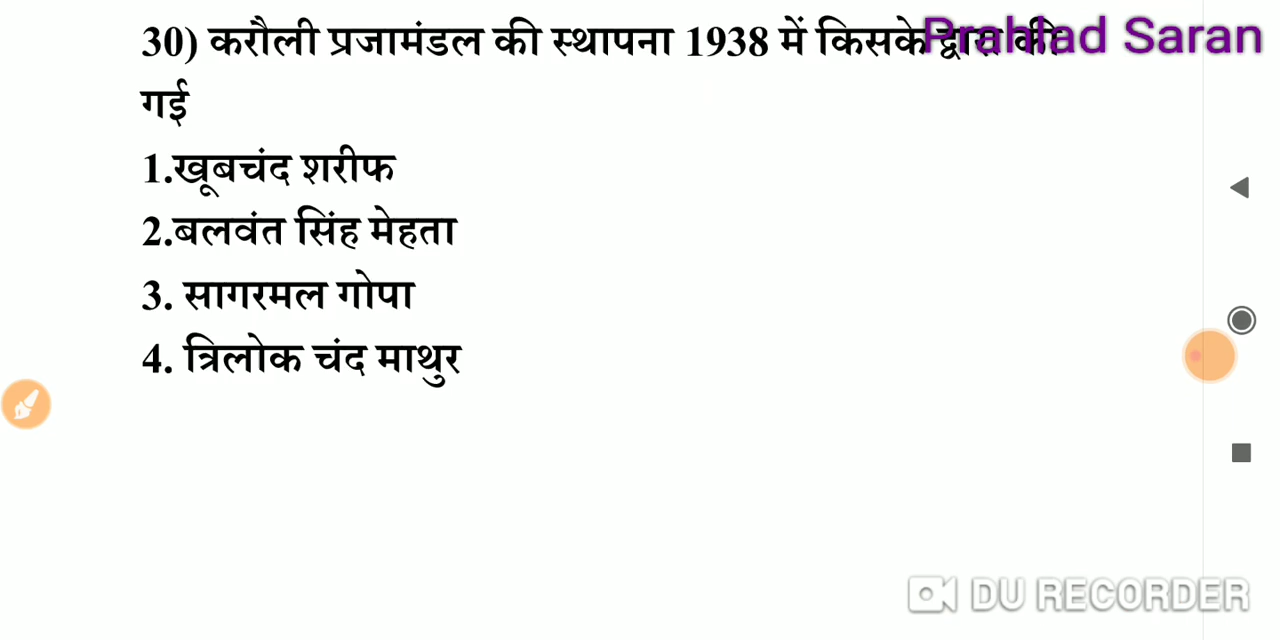 30) करौली प्रजामंडल की स्थापना 1938 में किसके द्वारा की
Prahlad Saran
गई
1.खूबचंद शरीफ
2.बलवंत सिंह मेहता
3. सागरमल गोपा
4. त्रिलोक चंद माथुर
DU RECORDER